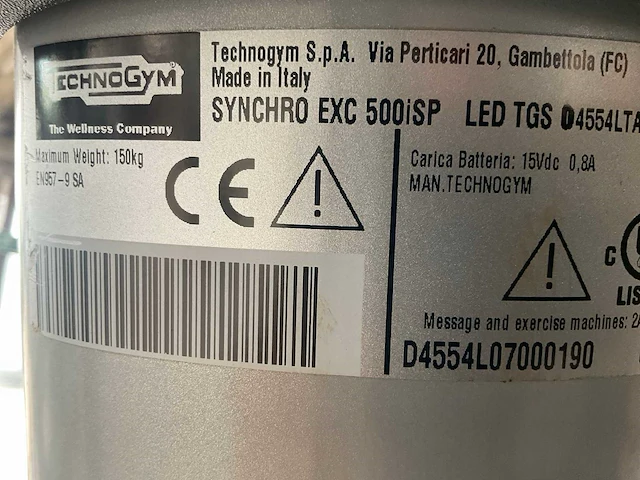 TECHNOGYM®
The Wellness Company
Technogym S.p.A. Via Perticari 20, Gambettola (FC)
Made in Italy
SYNCHRO EXC 500iSP LED TGS D4554LTA
Maximum Weight: 150kg
EN957-9 SA
CE
Carica Batteria: 15Vdc 0,8A
MAN.TECHNOGYM
C
LIS
Message and exercise machines: 2A
D4554L07000190